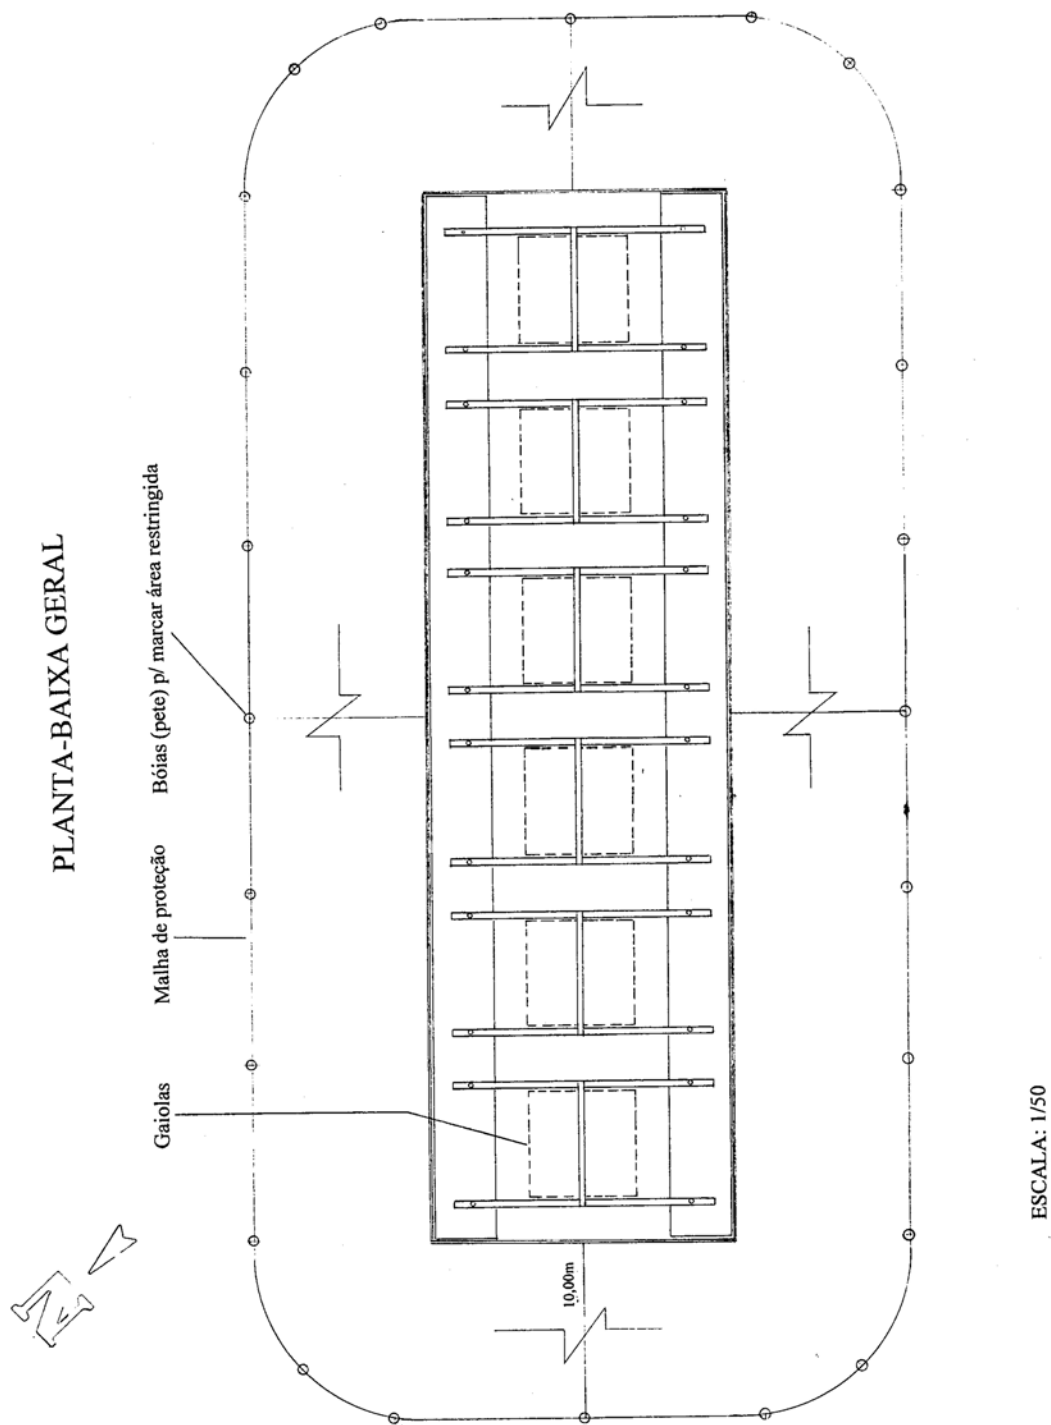 PLANTA-BAIXA GERAL
Bóias (pete) p/ marcar área restringida
Malha de proteção
Gaiolas
N
10,00m
ESCALA: 1/50